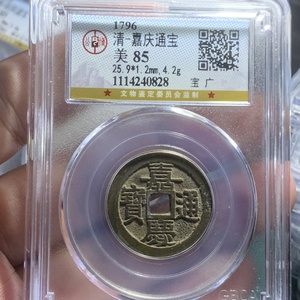 1796
清-嘉庆通宝
美 85
25.9*1.2mm,4.2g
1114240828
宝 广
★ 文物鉴定委员会监制 ★
嘉慶通寶